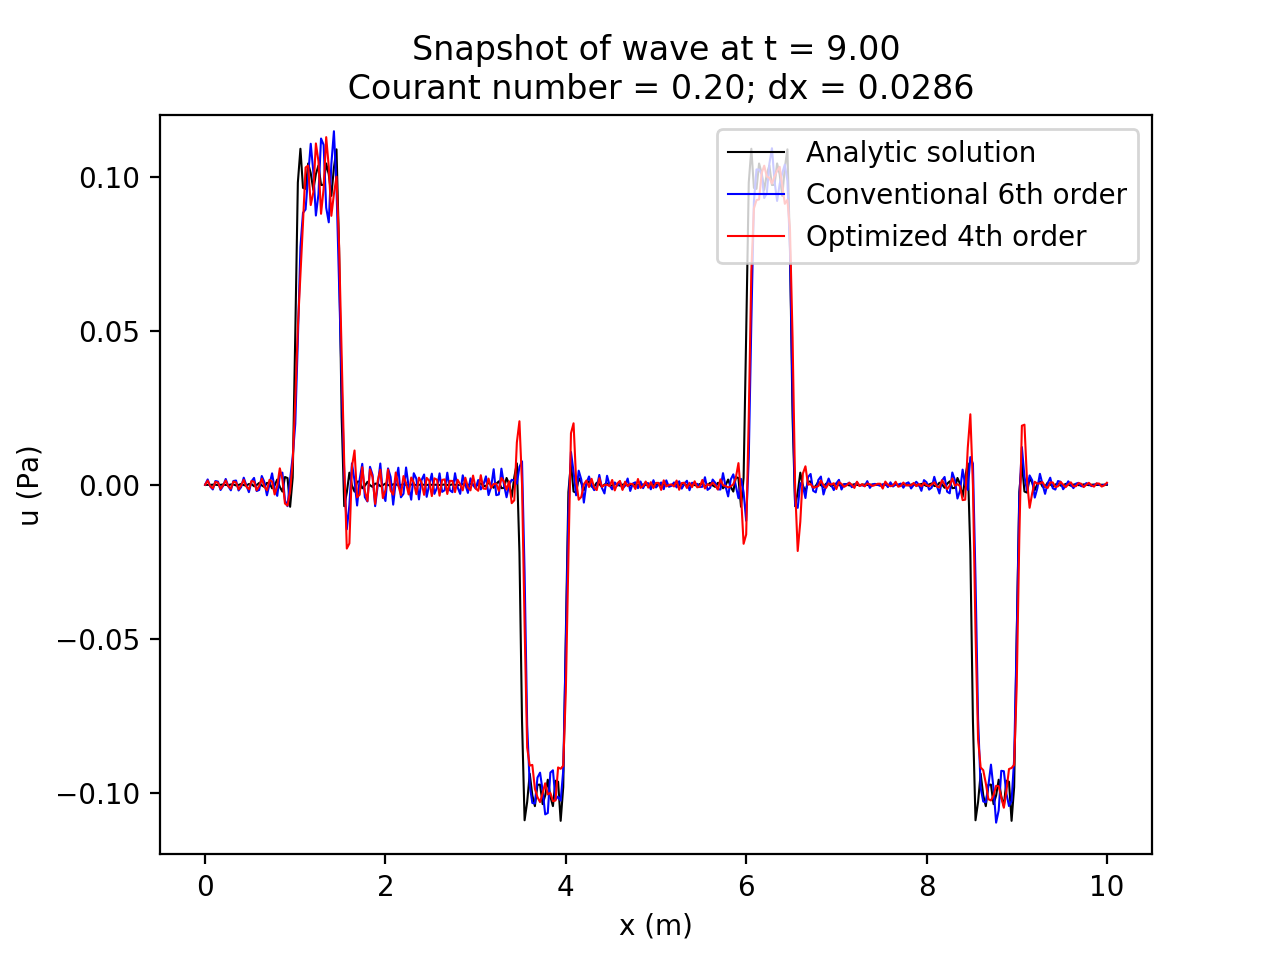 Snapshot of wave at t = 9.00
Courant number = 0.20; dx = 0.0286
Analytic solution
Conventional 6th order
Optimized 4th order
0.10
0.05
0.00
−0.05
−0.10
u (Pa)
0 2 4 6 8 10
x (m)